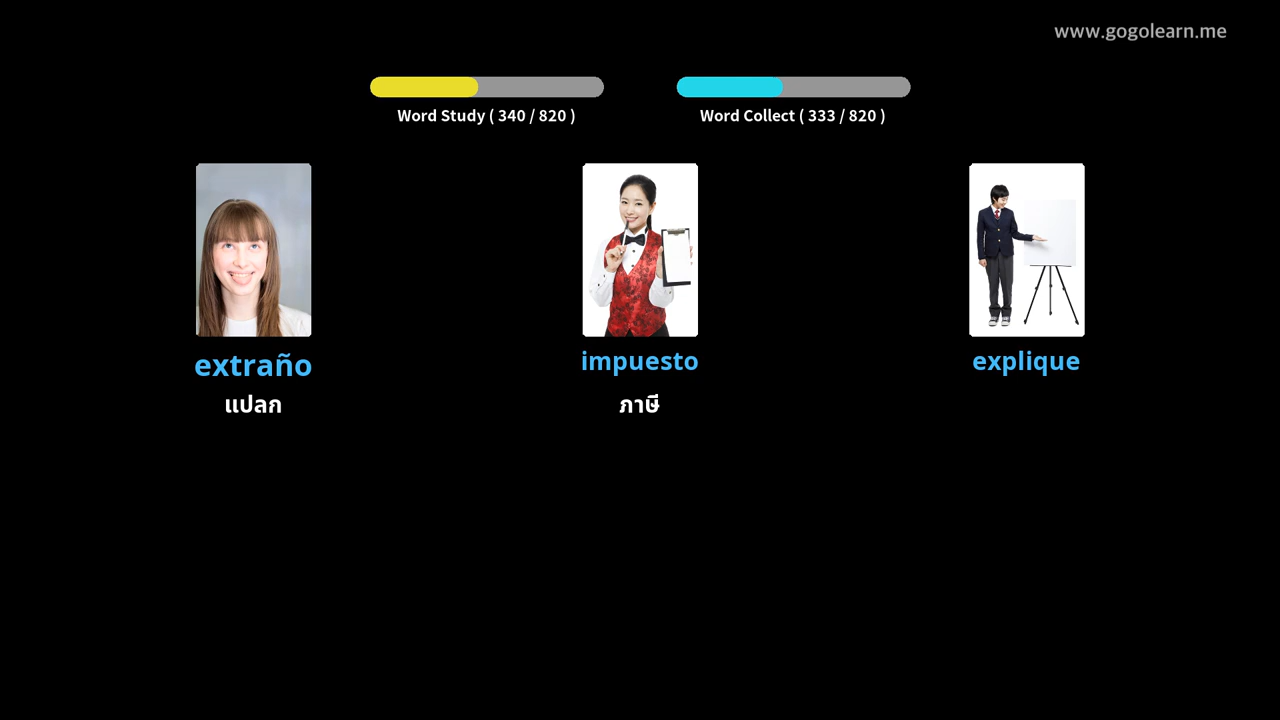 www.gogolearn.me
Word Study ( 340 / 820 )
Word Collect ( 333 / 820 )
extraño
impuesto
explique
แปลก
ภาษี